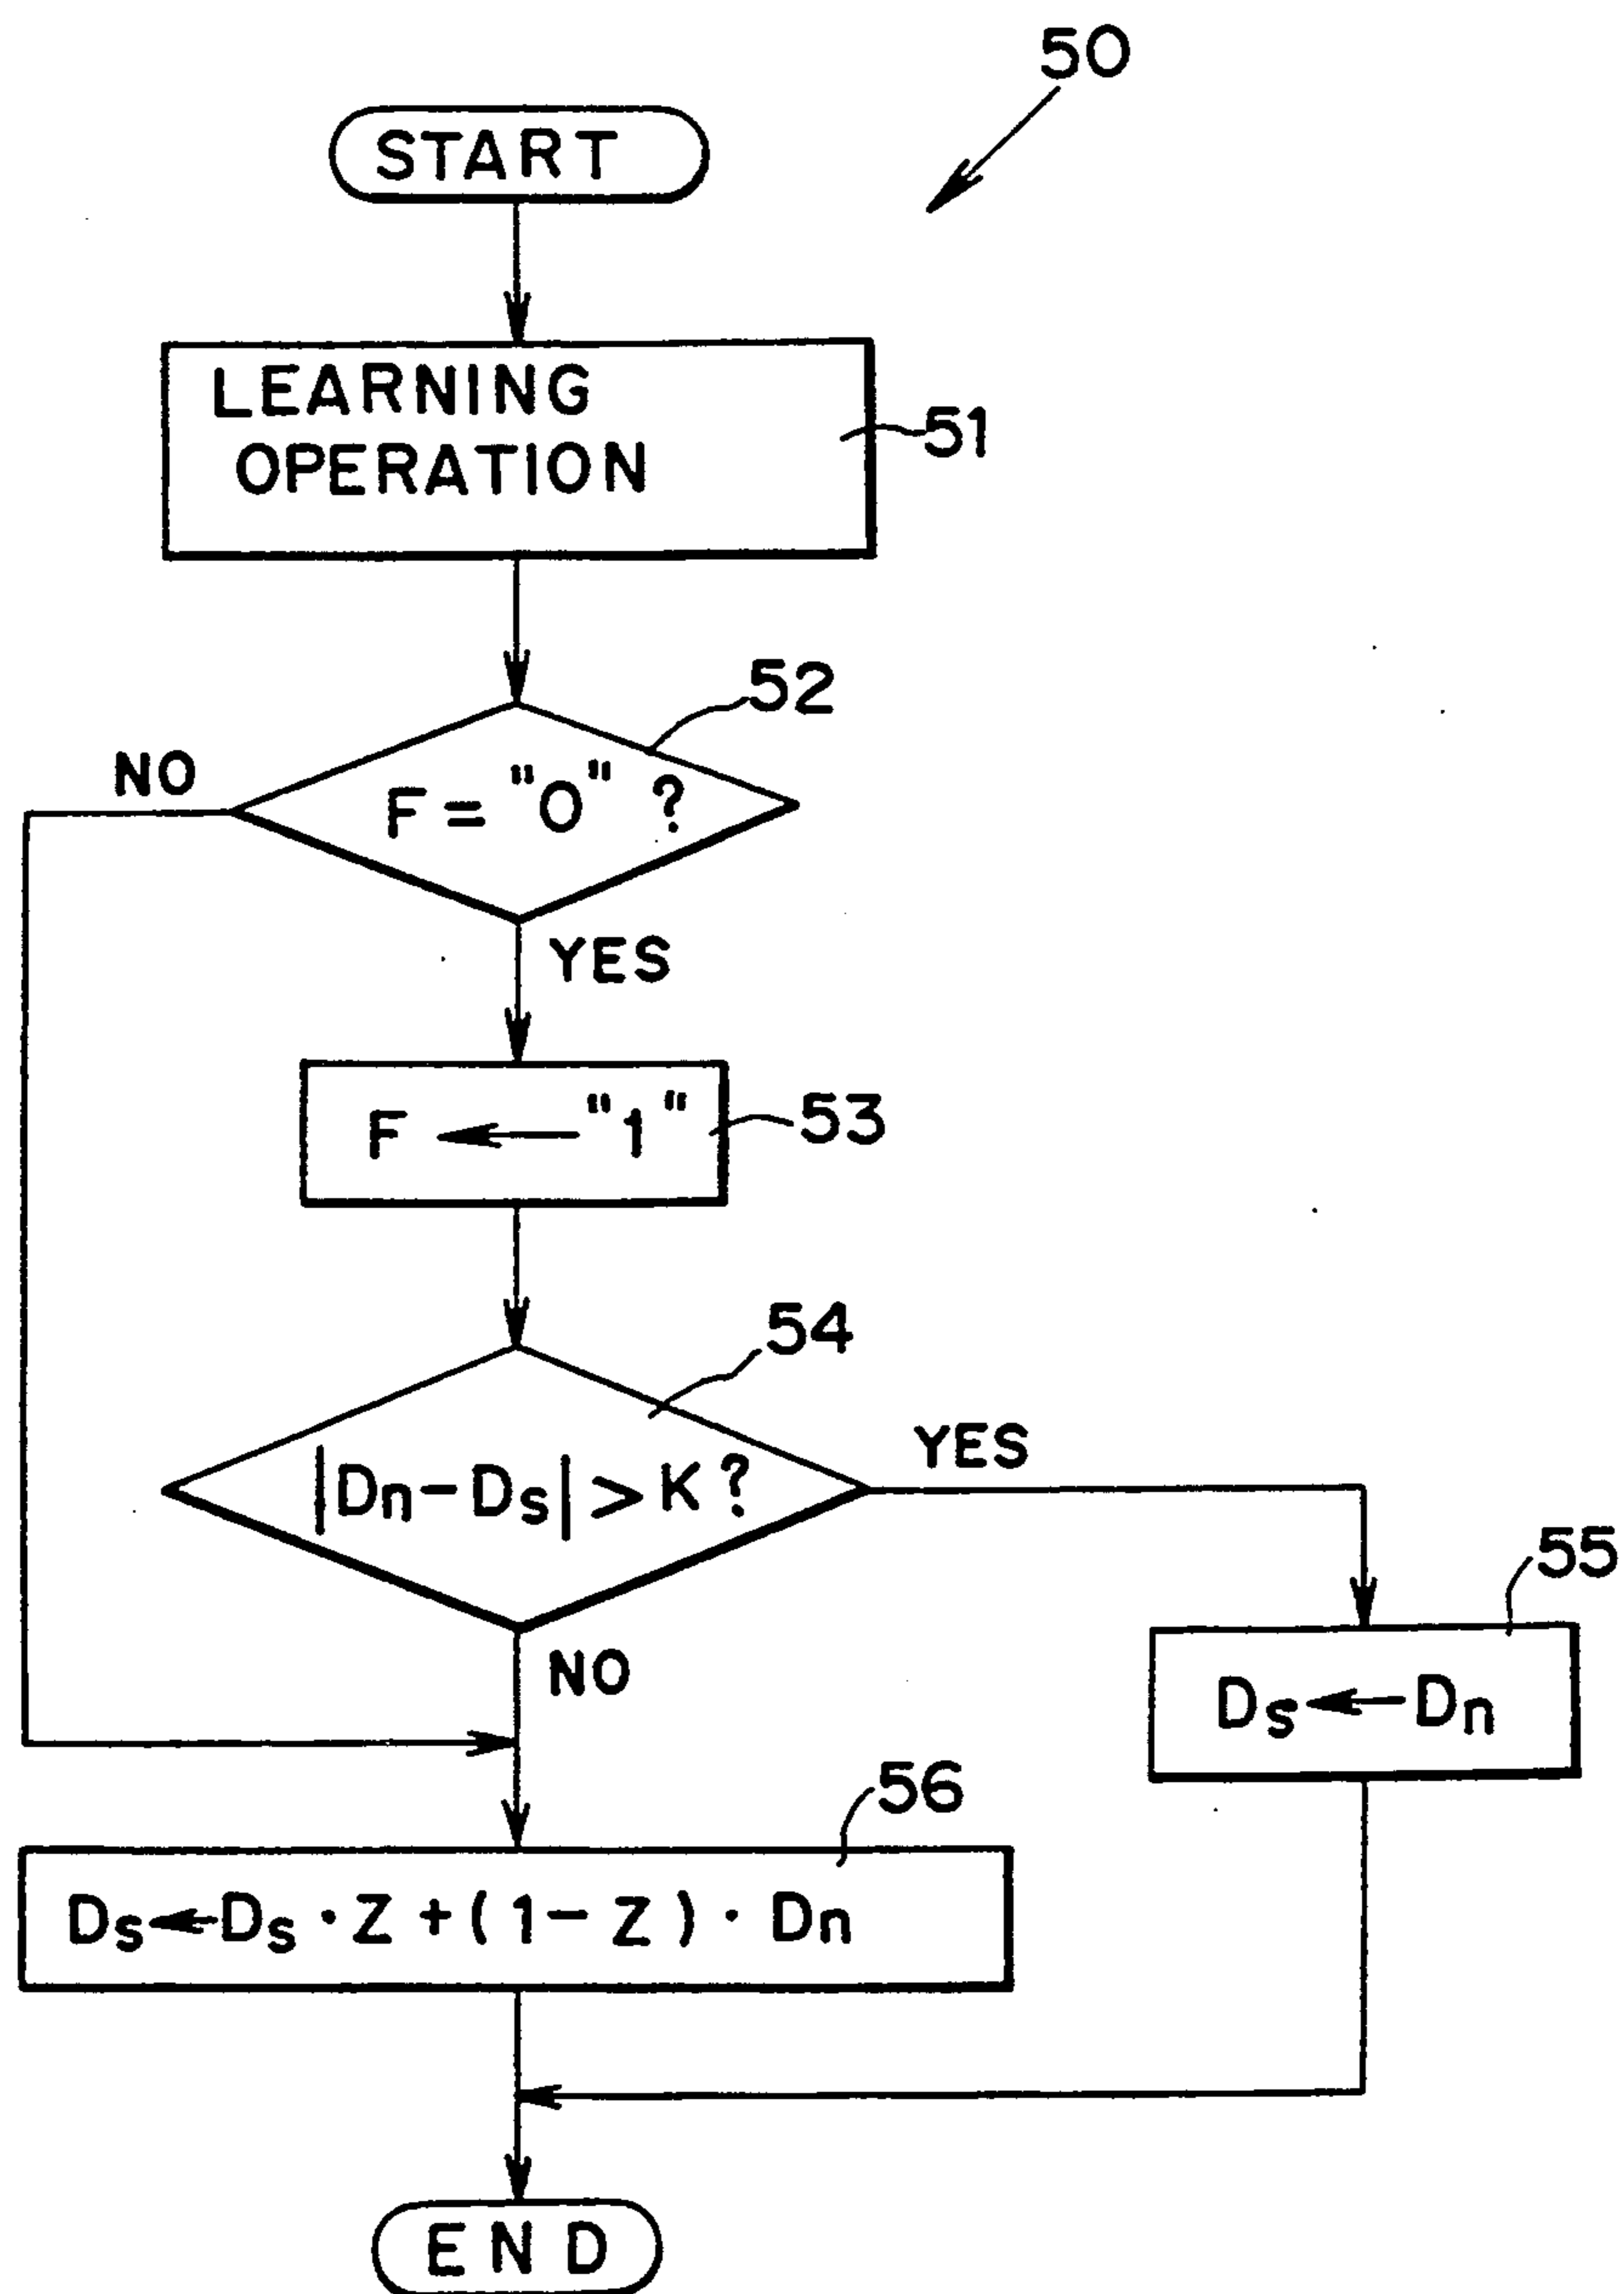 50
START
LEARNING
OPERATION
51
52
NO
F = "0" ?
YES
F ← "1"
53
54
|Dn - Ds| > K ?
YES
55
NO
Ds ← Dn
56
Ds ← Ds · Z + (1 - Z) · Dn
END